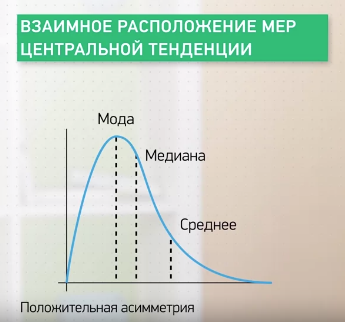 ВЗАИМНОЕ РАСПОЛОЖЕНИЕ МЕР
ЦЕНТРАЛЬНОЙ ТЕНДЕНЦИИ
Мода
Медиана
Среднее
Положительная асимметрия